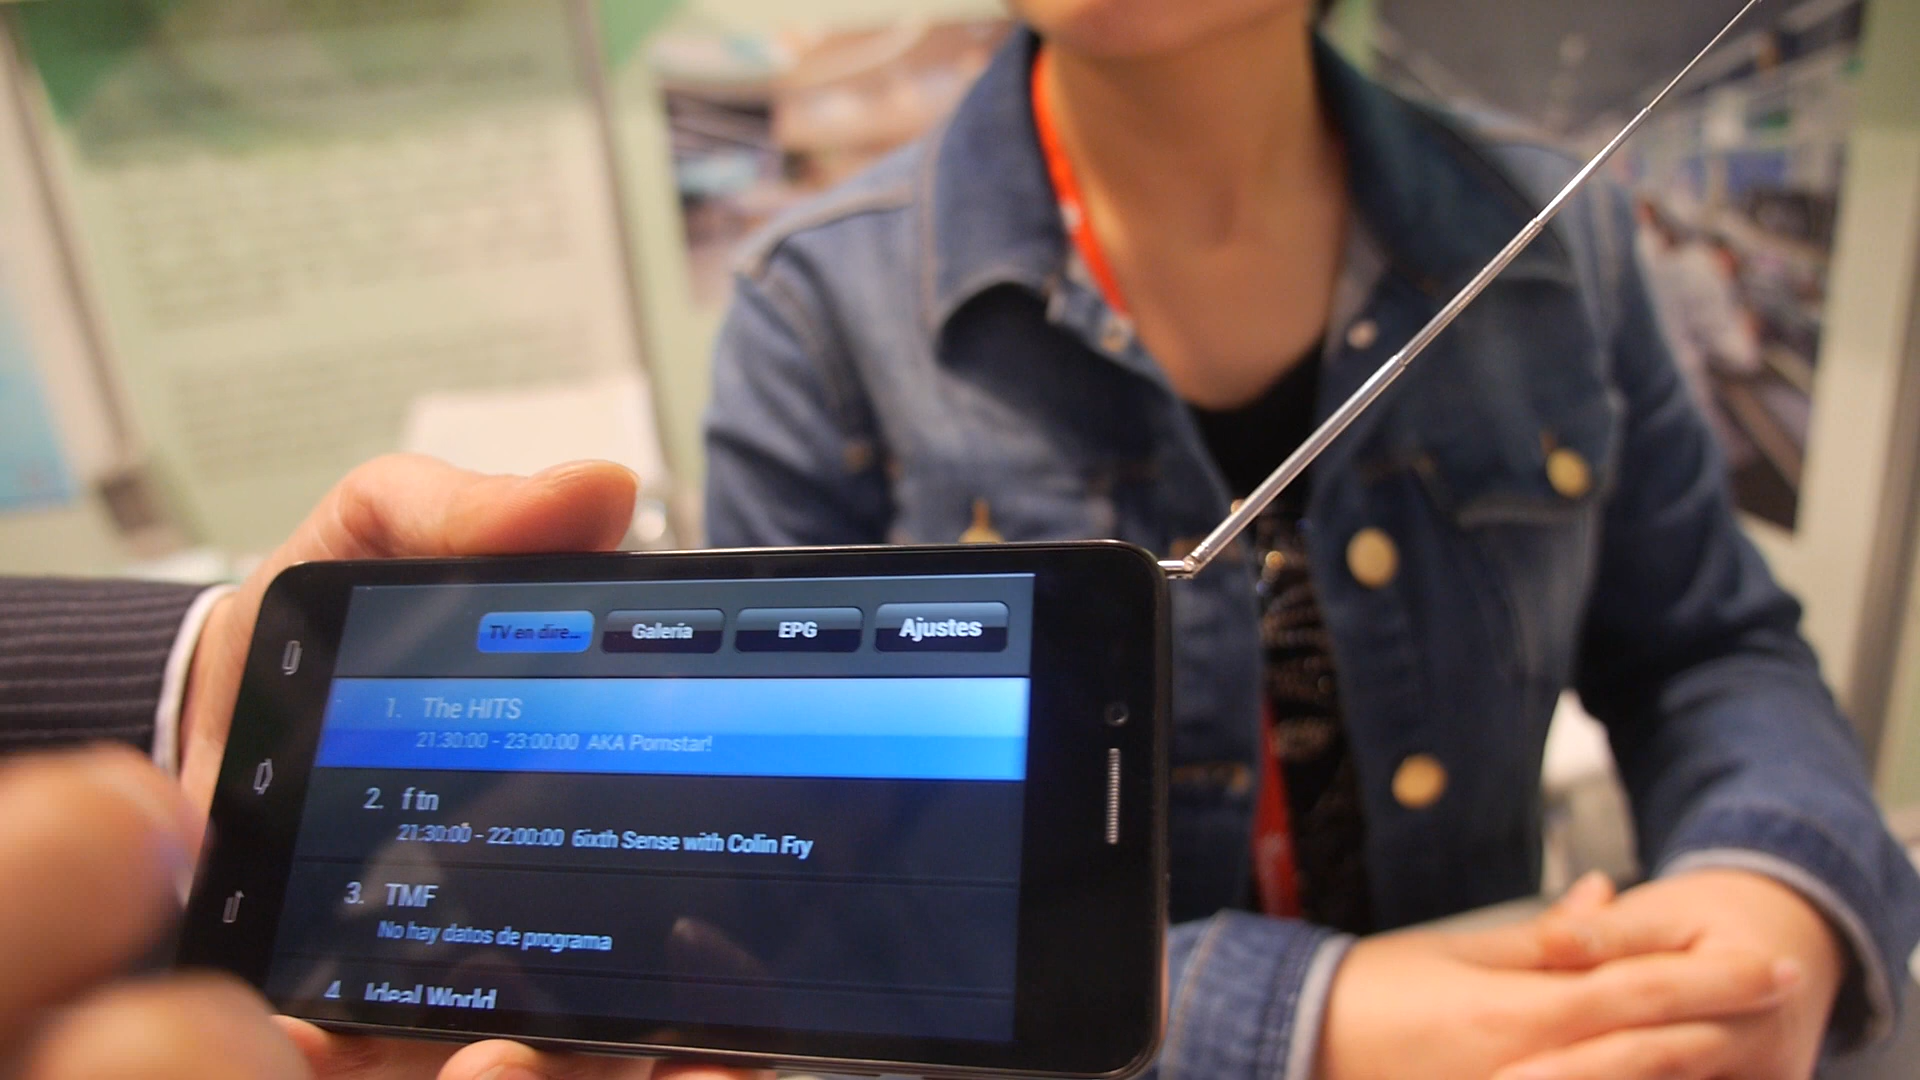 TV en dire...
Galería
EPG
Ajustes
1. The HITS
21:30:00 - 23:00:00 AKA Pornstar!
2. f tn
21:30:00 - 22:00:00 6ixth Sense with Colin Fry
3. TMF
No hay datos de programa
4. Ideal World